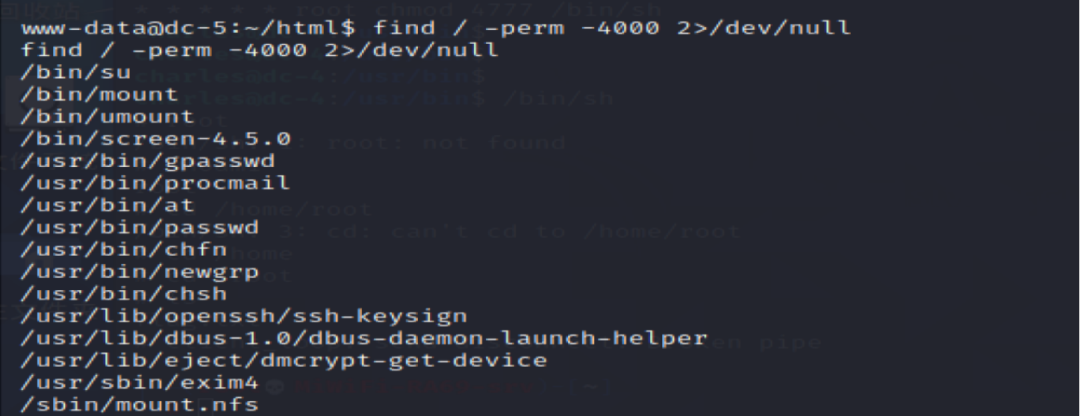 www-data@dc-5:~/html$ find / -perm -4000 2>/dev/null
find / -perm -4000 2>/dev/null
/bin/su
/bin/mount
/bin/umount
/bin/screen-4.5.0
/usr/bin/gpasswd
/usr/bin/procmail
/usr/bin/at
/usr/bin/passwd
/usr/bin/chfn
/usr/bin/newgrp
/usr/bin/chsh
/usr/lib/openssh/ssh-keysign
/usr/lib/dbus-1.0/dbus-daemon-launch-helper
/usr/lib/eject/dmcrypt-get-device
/usr/sbin/exim4
/sbin/mount.nfs